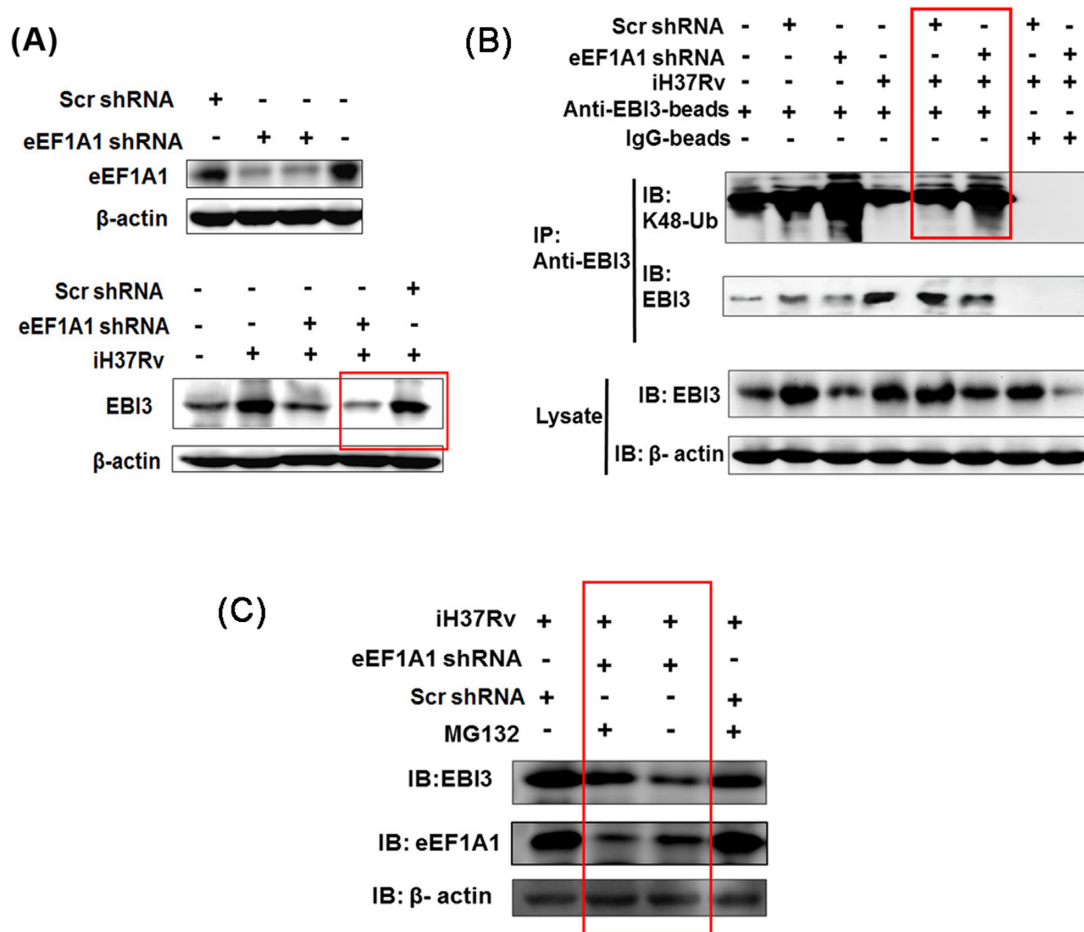 (A)
Scr shRNA + - - -
eEF1A1 shRNA - + + -
eEF1A1
β-actin
Scr shRNA - - - - +
eEF1A1 shRNA - - + + -
iH37Rv - + + + +
EBI3
β-actin
(B)
Scr shRNA - + - - + - + -
eEF1A1 shRNA - - + - - + - +
iH37Rv - - - + + + + +
Anti-EBI3-beads + + + + + + - -
IgG-beads - - - - - - + +
IP:
Anti-EBI3
IB:
K48-Ub
IB:
EBI3
Lysate
IB: EBI3
IB: β- actin
(C)
iH37Rv + + + +
eEF1A1 shRNA - + + -
Scr shRNA + - - +
MG132 - + - +
IB:EBI3
IB: eEF1A1
IB: β- actin